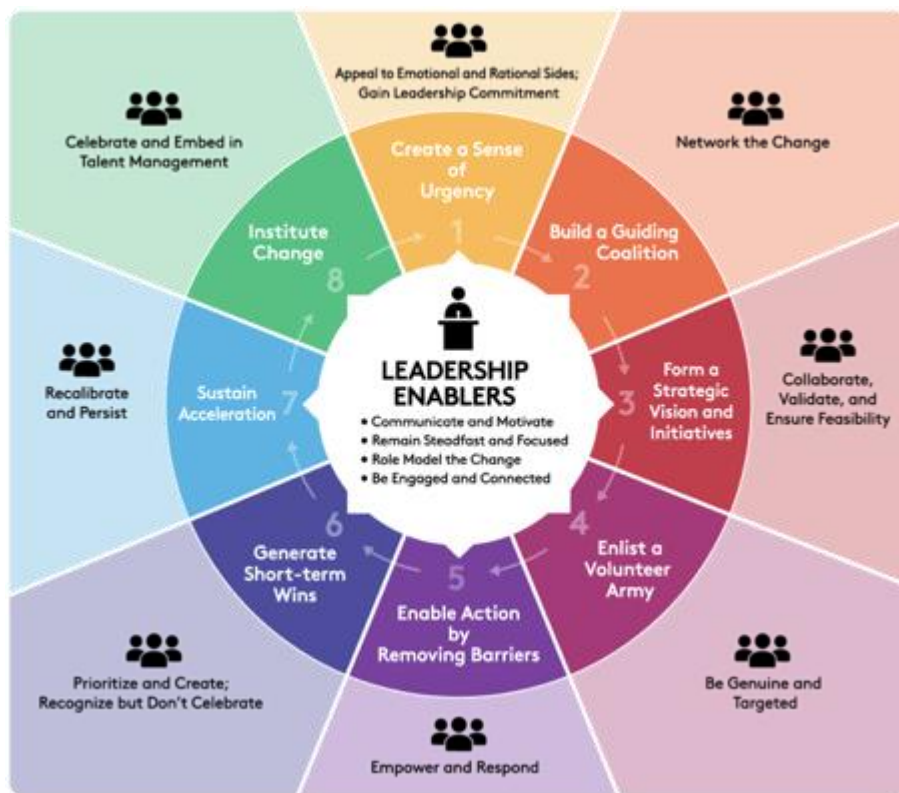 Appeal to Emotional and Rational Sides;
Gain Leadership Commitment
Create a Sense
of
Urgency
1
Network the Change
Build a Guiding
Coalition
2
Collaborate,
Validate, and
Ensure Feasibility
Form a
Strategic
Vision and
Initiatives
3
Be Genuine and
Targeted
Enlist a
Volunteer
Army
4
Empower and Respond
Enable Action
by
Removing Barriers
5
Prioritize and Create;
Recognize but Don't Celebrate
Generate
Short-term
Wins
6
Recalibrate
and Persist
Sustain
Acceleration
7
Celebrate and Embed in
Talent Management
Institute
Change
8
LEADERSHIP
ENABLERS
• Communicate and Motivate
• Remain Steadfast and Focused
• Role Model the Change
• Be Engaged and Connected